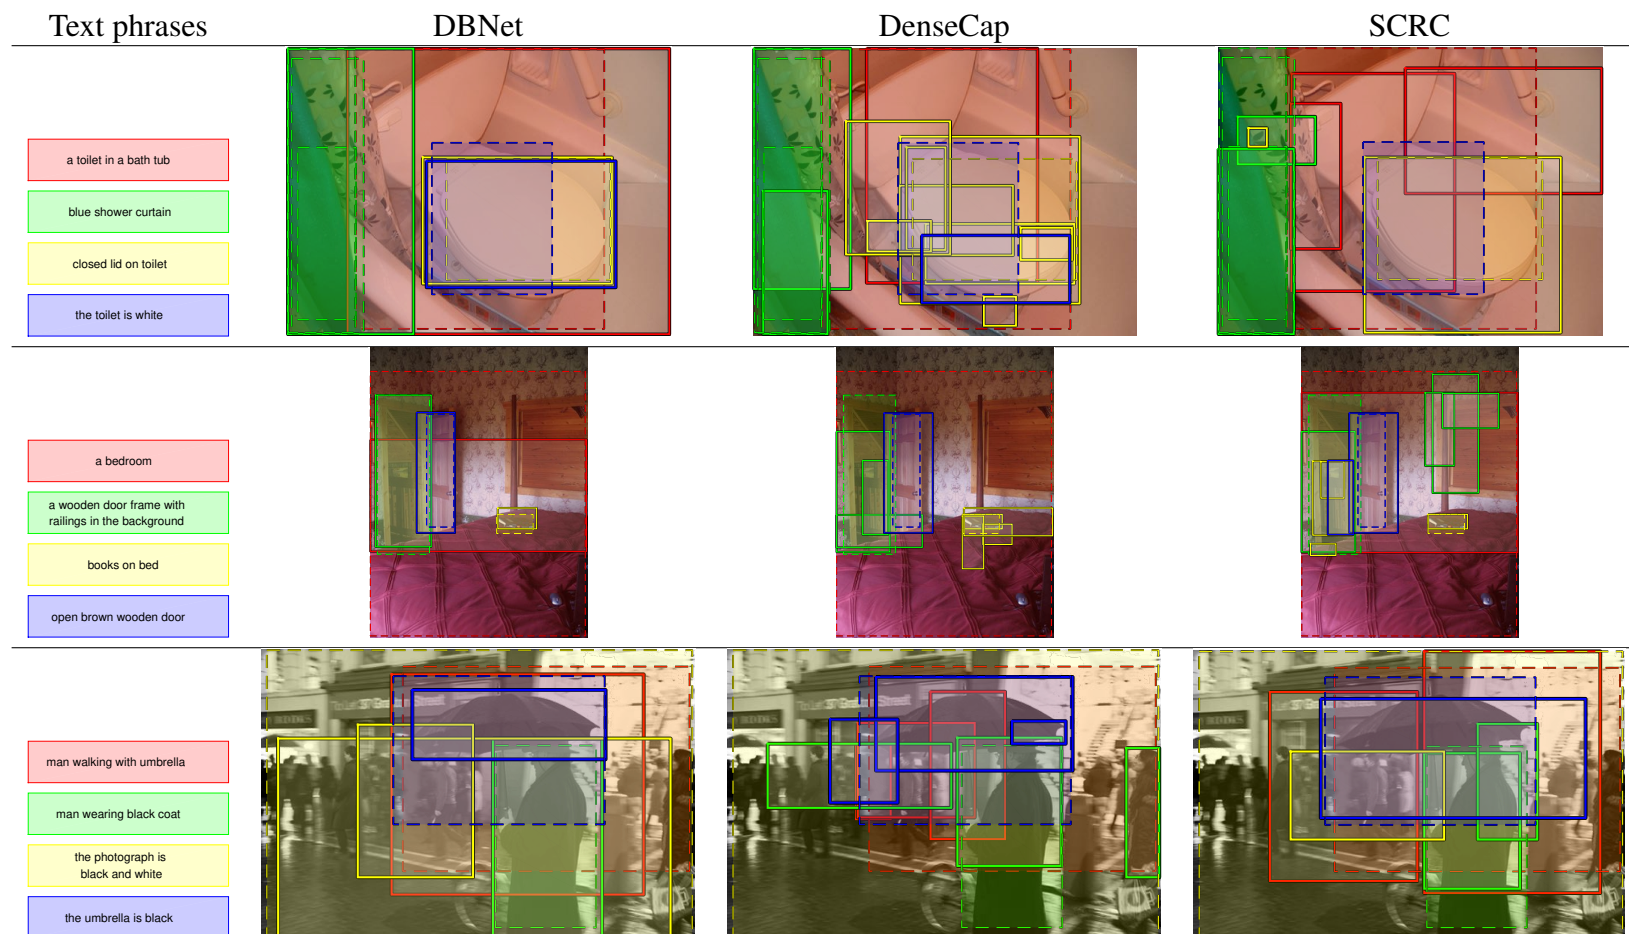 Text phrases DBNet DenseCap SCRC
a toilet in a bath tub
blue shower curtain
closed lid on toilet
the toilet is white
a bedroom
a wooden door frame with
railings in the background
books on bed
open brown wooden door
man walking with umbrella
man wearing black coat
the photograph is
black and white
the umbrella is black